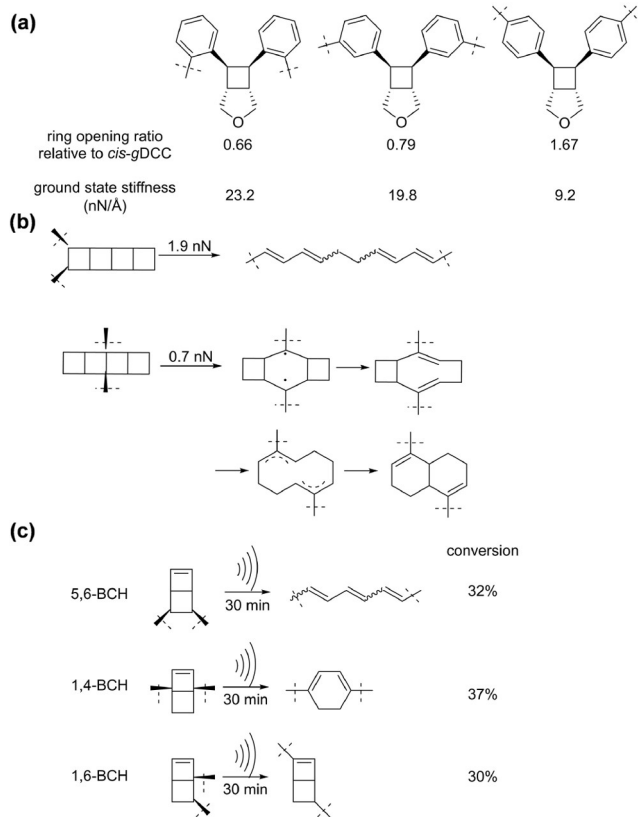 (a)
O O O
ring opening ratio
relative to cis-gDCC
0.66 0.79 1.67
ground state stiffness
(nN/Å)
23.2 19.8 9.2
(b)
1.9 nN
0.7 nN
(c)
conversion
5,6-BCH 30 min 32%
1,4-BCH 30 min 37%
1,6-BCH 30 min 30%